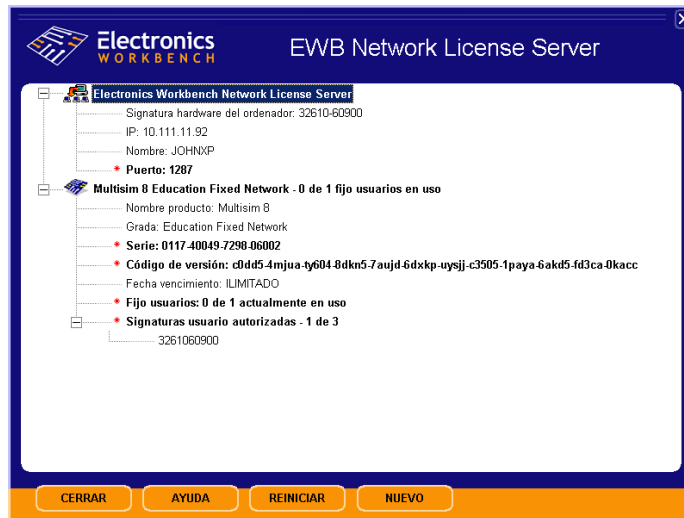 Electronics
WORKBENCH
EWB Network License Server
Electronics Workbench Network License Server
Signatura hardware del ordenador: 32610-60900
IP: 10.111.11.92
Nombre: JOHNXP
* Puerto: 1287
Multisim 8 Education Fixed Network - 0 de 1 fijo usuarios en uso
Nombre producto: Multisim 8
Grada: Education Fixed Network
* Serie: 0117-40049-7298-06002
* Código de versión: c0dd5-4mjua-ty604-8dkn5-7aujd-6dxkp-uysjj-c3505-1paya-6akd5-fd3ca-0kacc
Fecha vencimiento: ILIMITADO
* Fijo usuarios: 0 de 1 actualmente en uso
* Signaturas usuario autorizadas - 1 de 3
3261060900
CERRAR AYUDA REINICIAR NUEVO